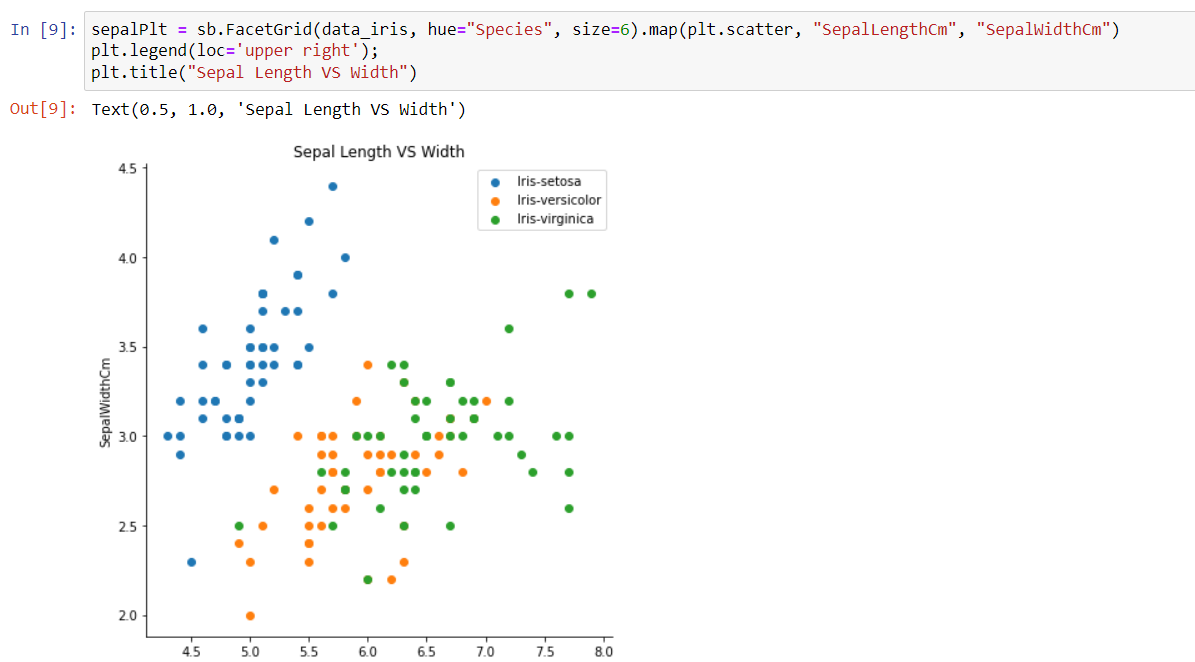 In [9]: sepalPlt = sb.FacetGrid(data_iris, hue="Species", size=6).map(plt.scatter, "SepalLengthCm", "SepalWidthCm")
plt.legend(loc='upper right');
plt.title("Sepal Length VS Width")
Out[9]: Text(0.5, 1.0, 'Sepal Length VS Width')
Sepal Length VS Width
Iris-setosa
Iris-versicolor
Iris-virginica
SepalWidthCm
4.5
4.0
3.5
3.0
2.5
2.0
4.5 5.0 5.5 6.0 6.5 7.0 7.5 8.0